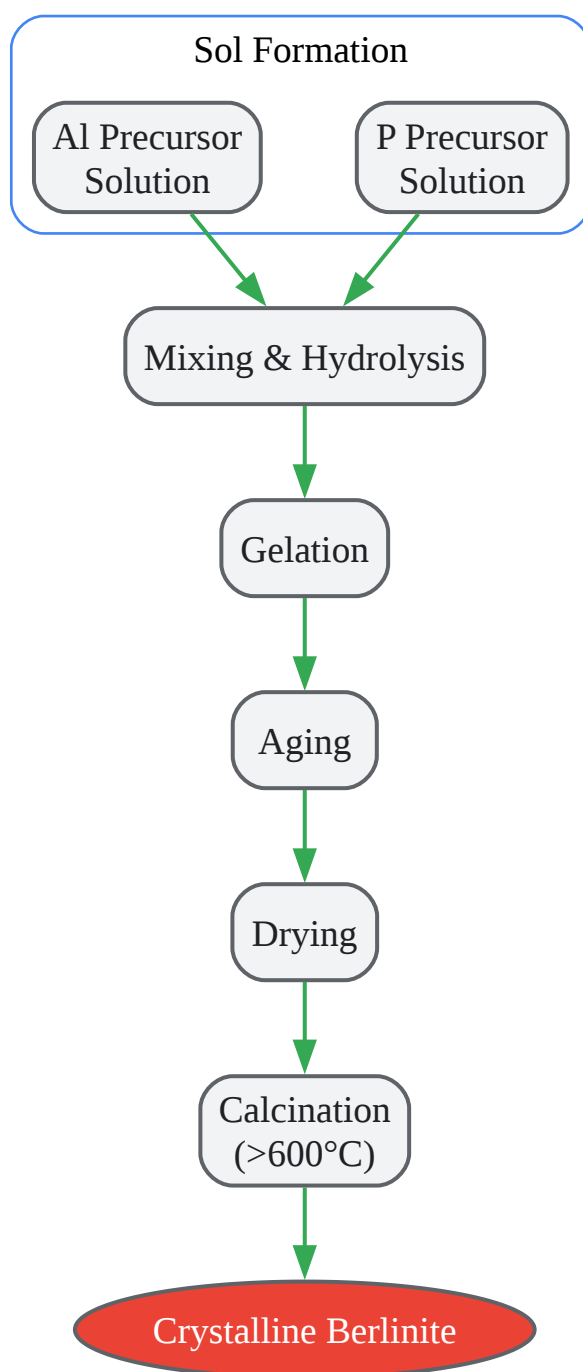 Sol Formation
Al Precursor
Solution
P Precursor
Solution
Mixing & Hydrolysis
Gelation
Aging
Drying
Calcination
(>600°C)
Crystalline Berlinite